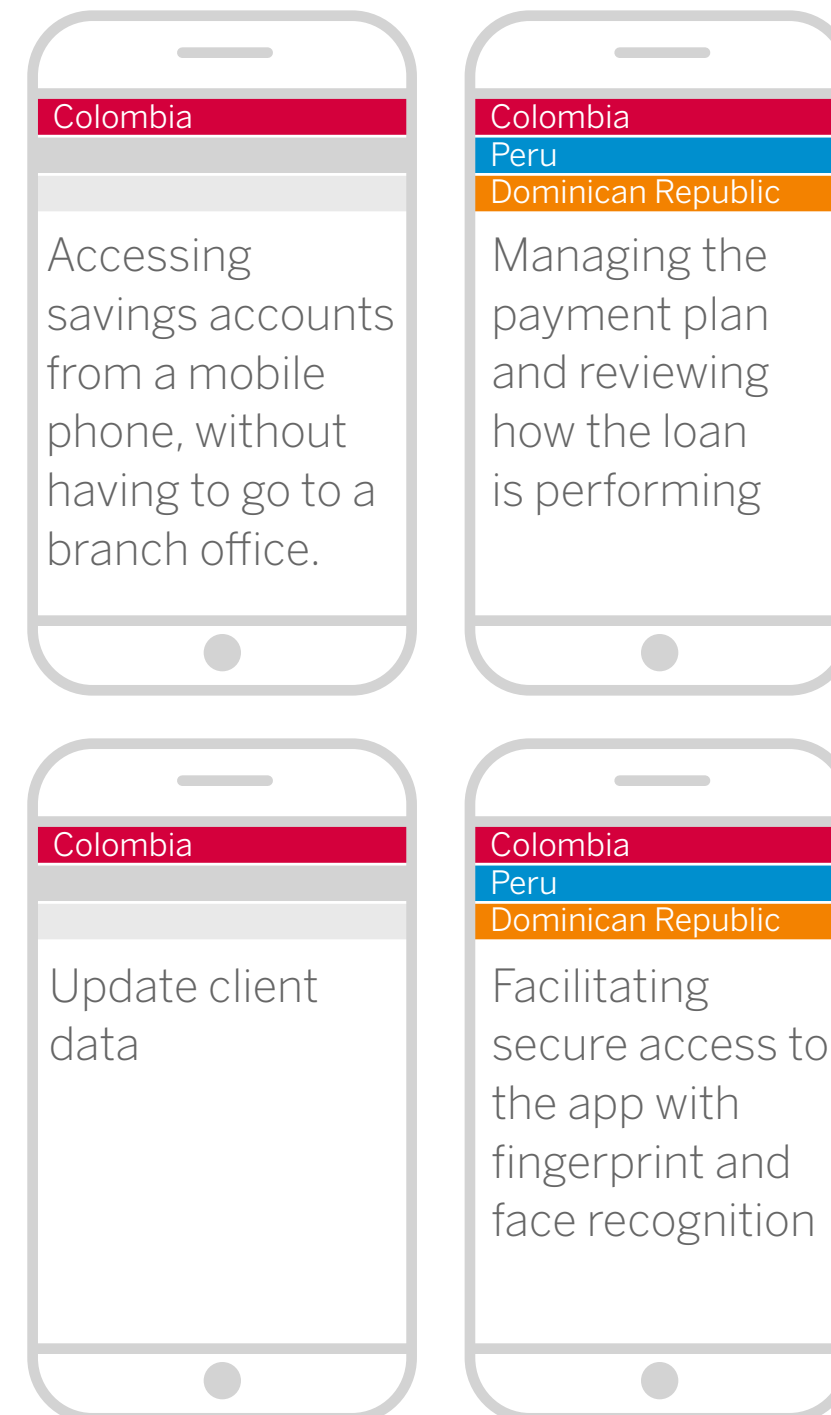 Colombia
Accessing
savings accounts
from a mobile
phone, without
having to go to a
branch office.
Colombia
Peru
Dominican Republic
Managing the
payment plan
and reviewing
how the loan
is performing
Colombia
Update client
data
Colombia
Peru
Dominican Republic
Facilitating
secure access to
the app with
fingerprint and
face recognition